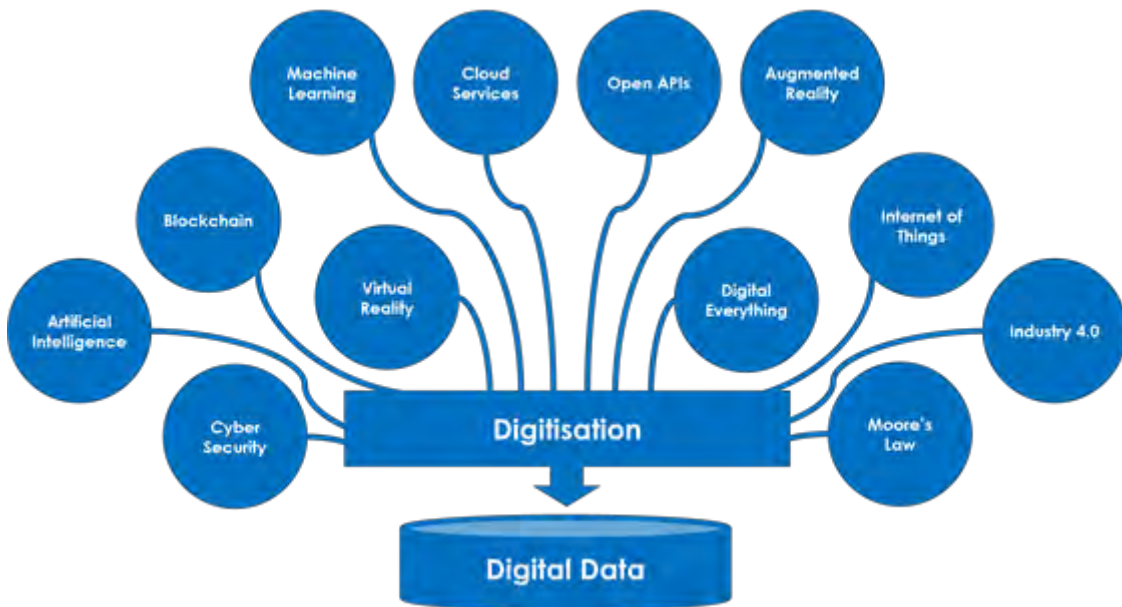 Machine
Learning
Cloud
Services
Open APIs
Augmented
Reality
Blockchain
Internet of
Things
Virtual
Reality
Digital
Everything
Artificial
Intelligence
Industry 4.0
Cyber
Security
Moore's
Law
Digitisation
Digital Data